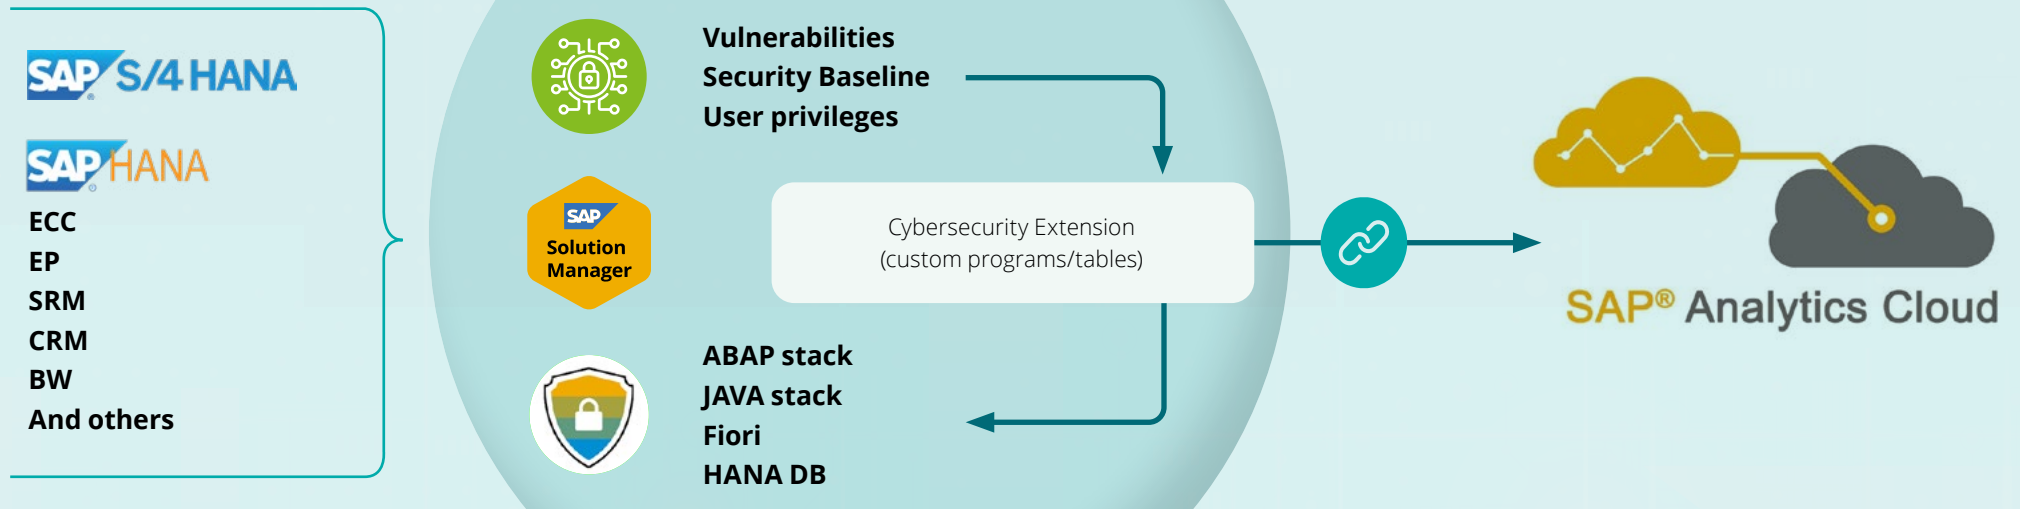 SAP S/4 HANA
SAP HANA
ECC
EP
SRM
CRM
BW
And others
Vulnerabilities
Security Baseline
User privileges
SAP
Solution
Manager
Cybersecurity Extension
(custom programs/tables)
ABAP stack
JAVA stack
Fiori
HANA DB
SAP® Analytics Cloud